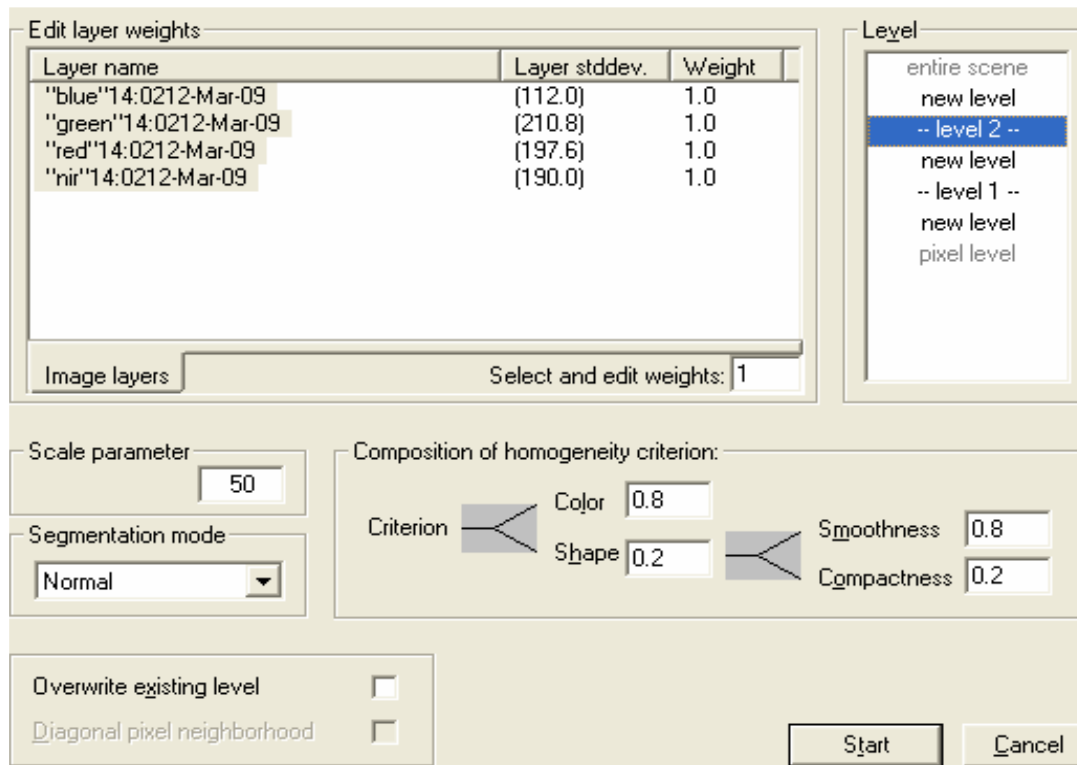 Edit layer weights
Layer name Layer stddev. Weight
"blue"14:0212-Mar-09 (112.0) 1.0
"green"14:0212-Mar-09 (210.8) 1.0
"red"14:0212-Mar-09 (197.6) 1.0
"nir"14:0212-Mar-09 (190.0) 1.0
Image layers
Select and edit weights: 1
Level
entire scene
new level
-- level 2 --
new level
-- level 1 --
new level
pixel level
Scale parameter
50
Segmentation mode
Normal
Composition of homogeneity criterion:
Criterion
Color 0.8
Shape 0.2
Smoothness 0.8
Compactness 0.2
Overwrite existing level
Diagonal pixel neighborhood
Start
Cancel